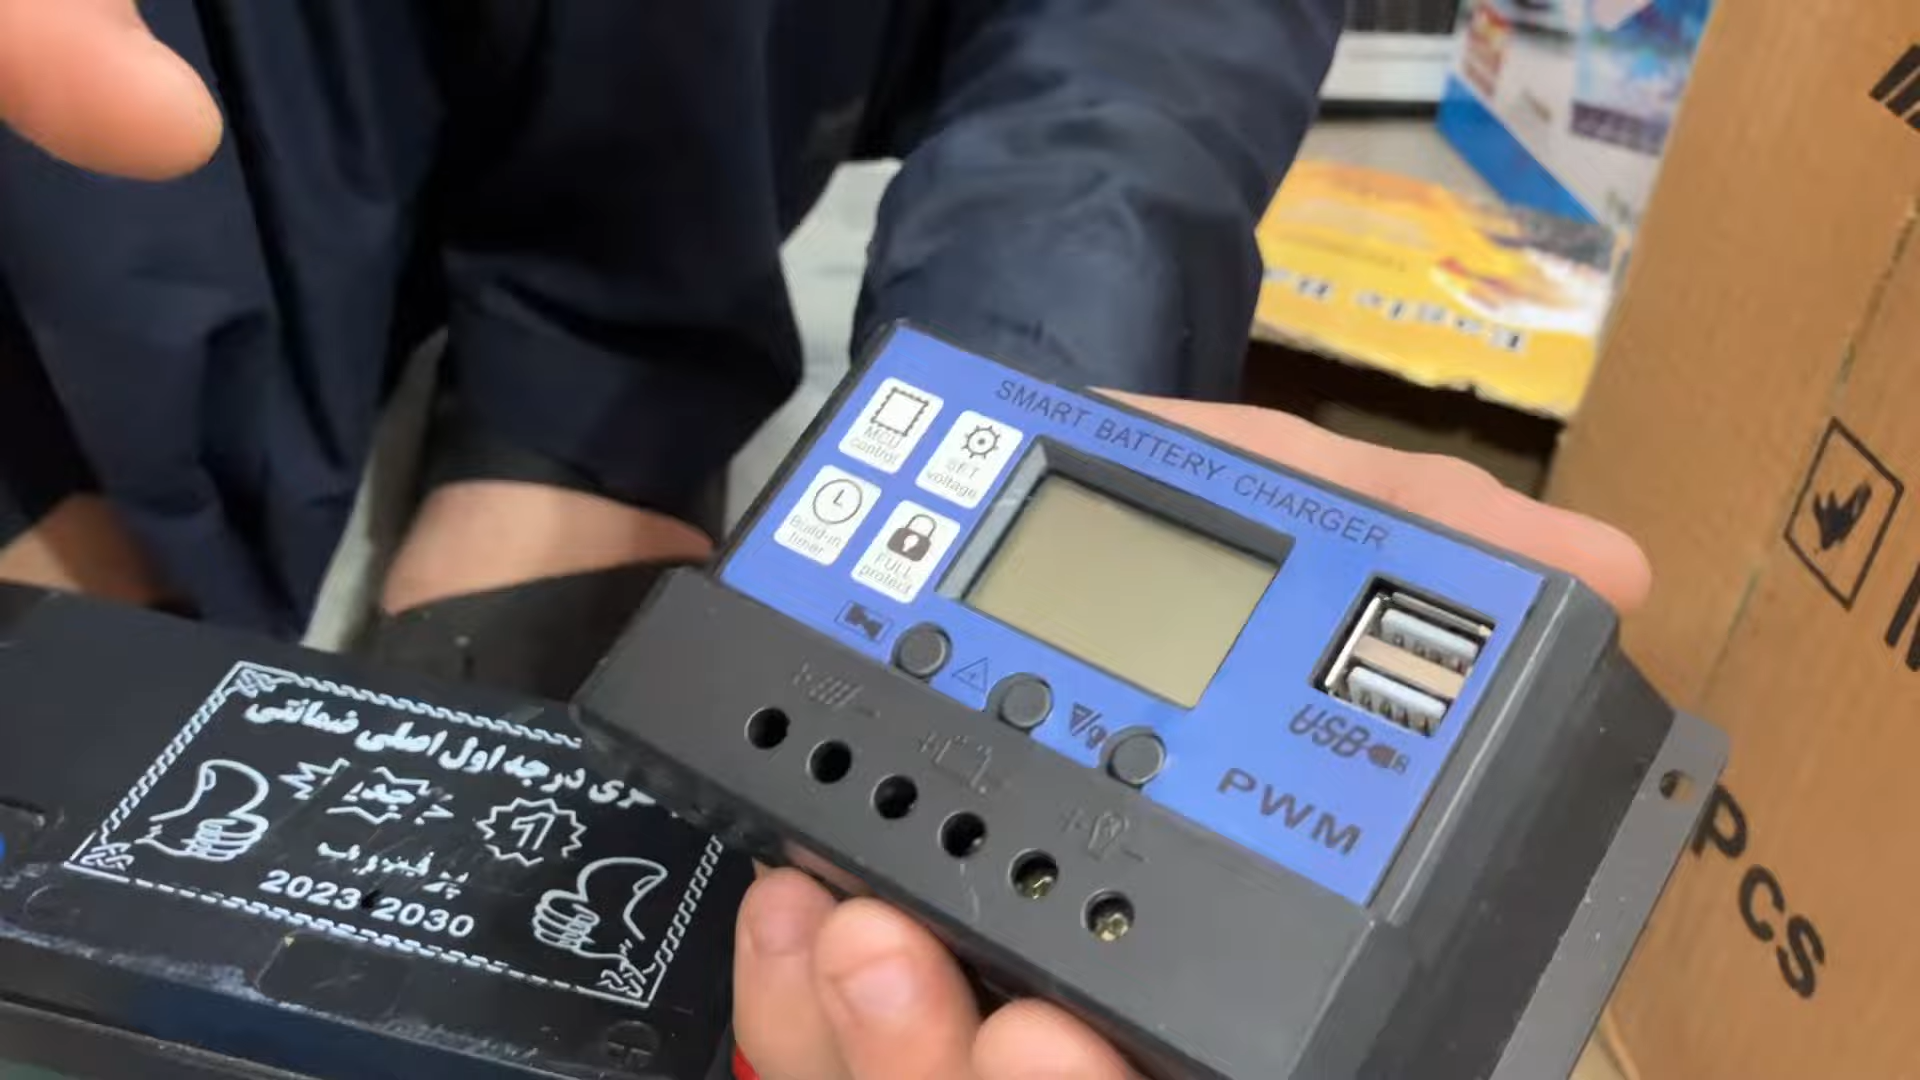 SMART BATTERY CHARGER
MCU
control
SET
voltage
Build-in
timer
FULL
protect
USB
PWM
درجه اول اصلی ضمانتی
1
2023 2030
PCS